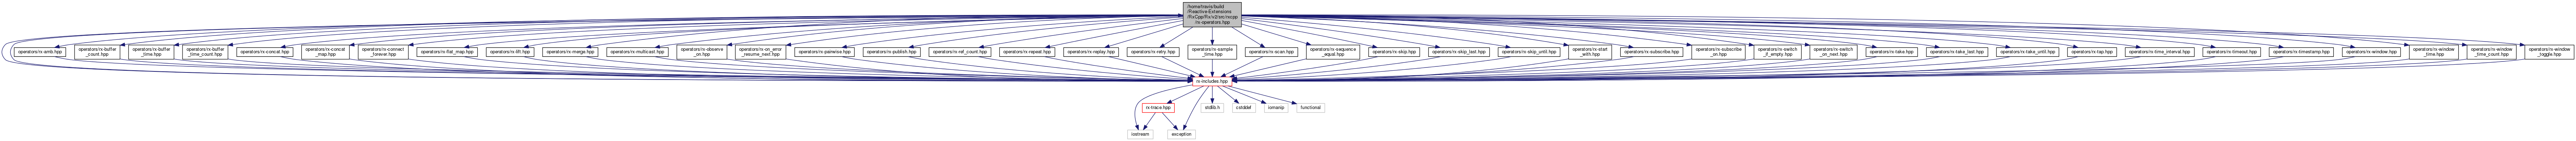 /home/travis/build
/Reactive-Extensions
/RxCpp/Rx/v2/src/rxcpp
/rx-operators.hpp
operators/rx-amb.hpp
operators/rx-buffer
_count.hpp
operators/rx-buffer
_time.hpp
operators/rx-buffer
_time_count.hpp
operators/rx-concat.hpp
operators/rx-concat
_map.hpp
operators/rx-connect
_forever.hpp
operators/rx-flat_map.hpp
operators/rx-lift.hpp
operators/rx-merge.hpp
operators/rx-multicast.hpp
operators/rx-observe
_on.hpp
operators/rx-on_error
_resume_next.hpp
operators/rx-pairwise.hpp
operators/rx-publish.hpp
operators/rx-ref_count.hpp
operators/rx-repeat.hpp
operators/rx-replay.hpp
operators/rx-retry.hpp
operators/rx-sample
_time.hpp
operators/rx-scan.hpp
operators/rx-sequence
_equal.hpp
operators/rx-skip.hpp
operators/rx-skip_last.hpp
operators/rx-skip_until.hpp
operators/rx-start
_with.hpp
operators/rx-subscribe.hpp
operators/rx-subscribe
_on.hpp
operators/rx-switch
_if_empty.hpp
operators/rx-switch
_on_next.hpp
operators/rx-take.hpp
operators/rx-take_last.hpp
operators/rx-take_until.hpp
operators/rx-tap.hpp
operators/rx-time_interval.hpp
operators/rx-timeout.hpp
operators/rx-timestamp.hpp
operators/rx-window.hpp
operators/rx-window
_time.hpp
operators/rx-window
_time_count.hpp
operators/rx-window
_toggle.hpp
rx-includes.hpp
rx-trace.hpp
stdlib.h
cstddef
iomanip
functional
iostream
exception